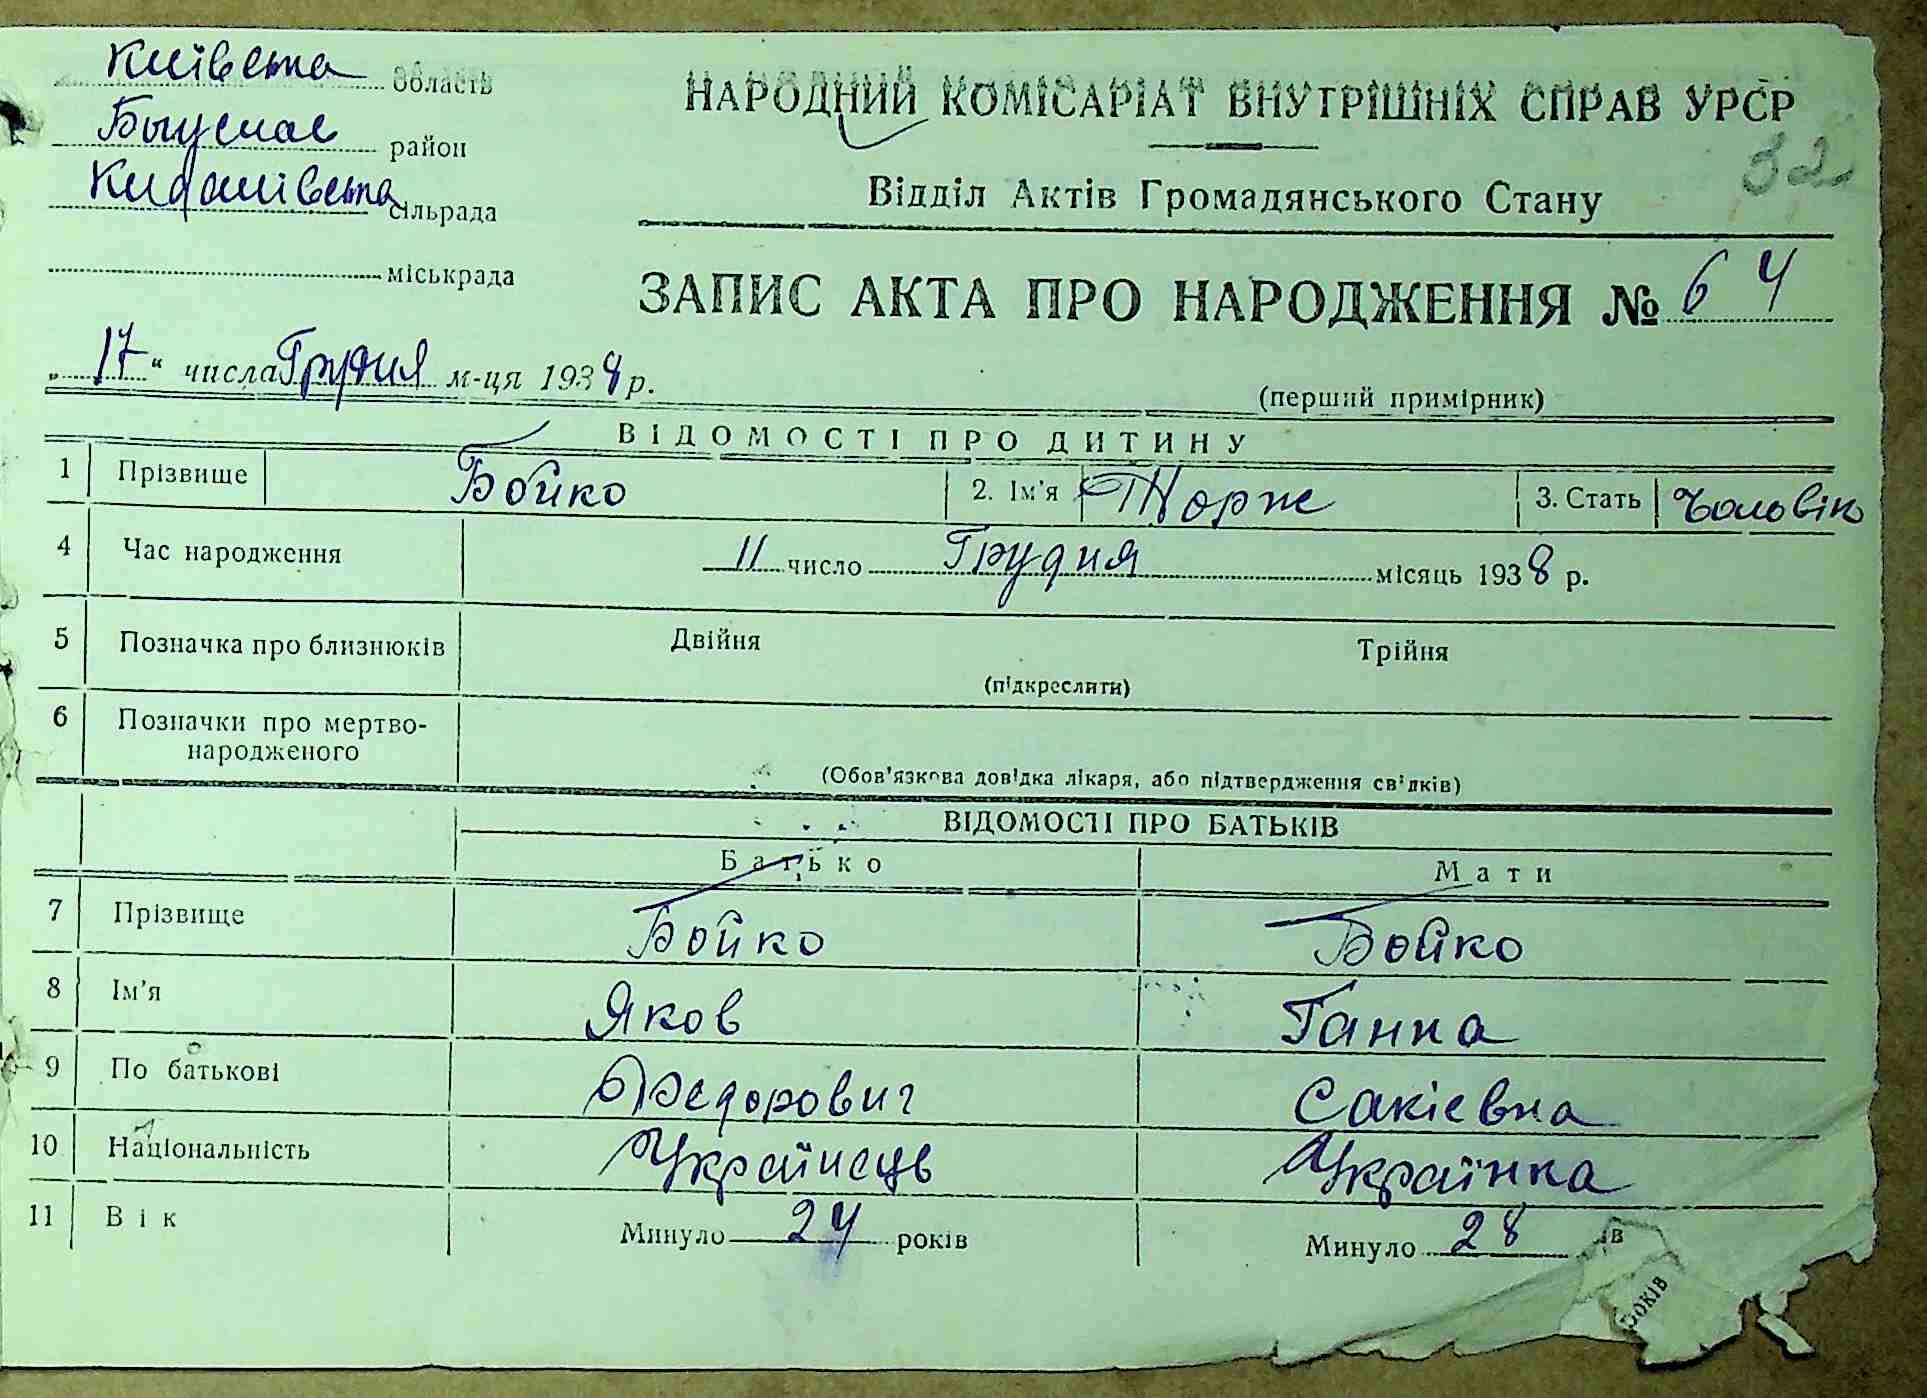 Київська область
район
Кидалівська сільрада
міськрада
НАРОДНИЙ КОМІСАРІАТ ВНУТРІШНІХ СПРАВ УРСР
32
Відділ Актів Громадянського Стану
ЗАПИС АКТА ПРО НАРОДЖЕННЯ № 64
„17“ числа Грудня м-ця 1938 р.
(перший примірник)
ВІДОМОСТІ ПРО ДИТИНУ
1 Прізвище Бойко 2. Ім'я Жорж 3. Стать Чоловік
4 Час народження 11 число Грудня місяць 1938 р.
5 Позначка про близнюків Двійня Трійня
(підкреслити)
6 Позначки про мертво-
народженого
(Обов'язкова довідка лікаря, або підтвердження свідків)
ВІДОМОСТІ ПРО БАТЬКІВ
Батько Мати
7 Прізвище Бойко Бойко
8 Ім'я Яков Ганна
9 По батькові Федорович Сакієвна
10 Національність Українець Українка
11 Вік Минуло 24 років Минуло 28 ів
років